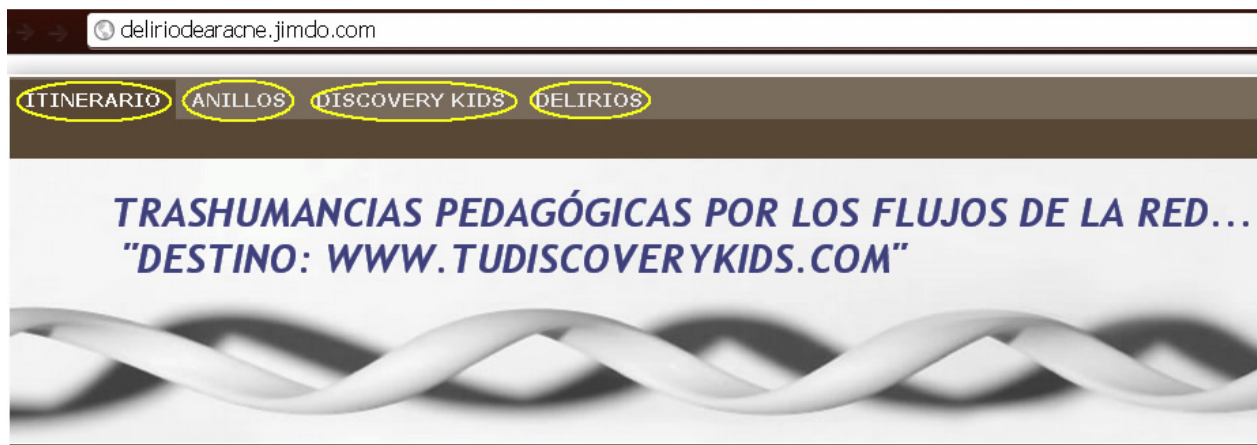 deliriodearacne.jimdo.com
ITINERARIO ANILLOS DISCOVERY KIDS DELIRIOS
TRASHUMANCIAS PEDAGÓGICAS POR LOS FLUJOS DE LA RED...
"DESTINO: WWW.TUDISCOVERYKIDS.COM"